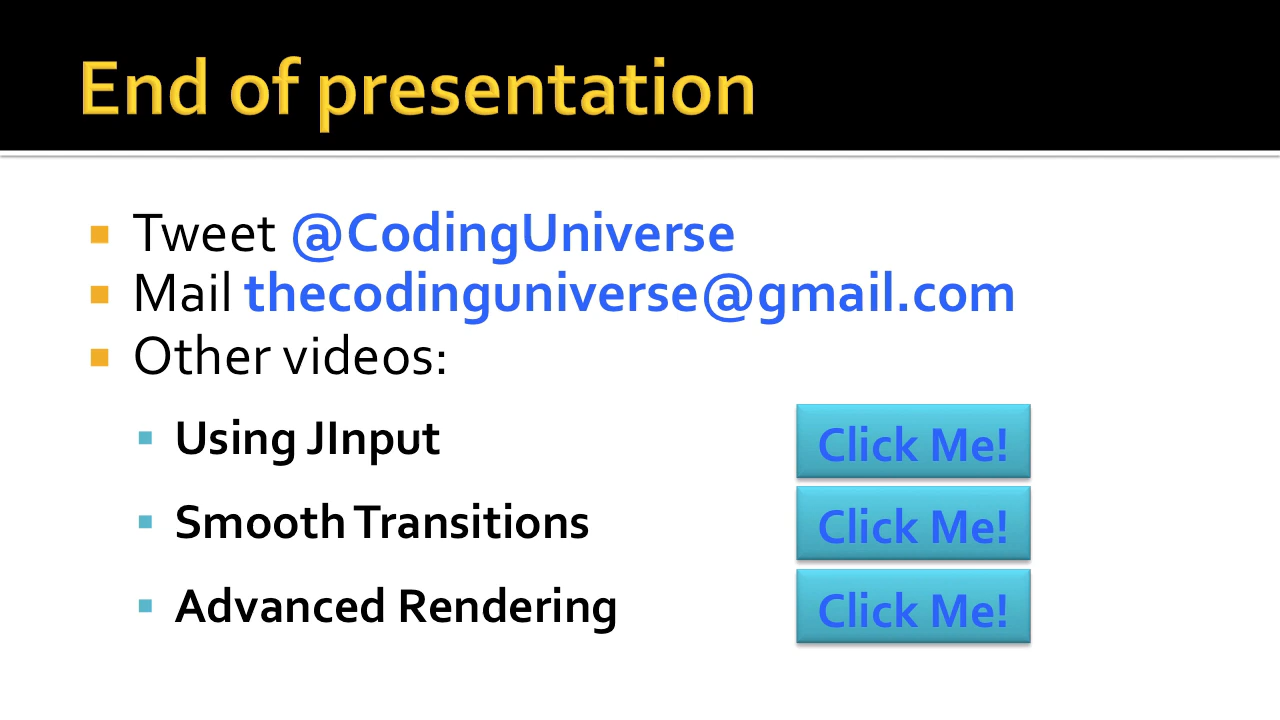 End of presentation
Tweet @CodingUniverse
Mail thecodinguniverse@gmail.com
Other videos:
Using JInput Click Me!
Smooth Transitions Click Me!
Advanced Rendering Click Me!